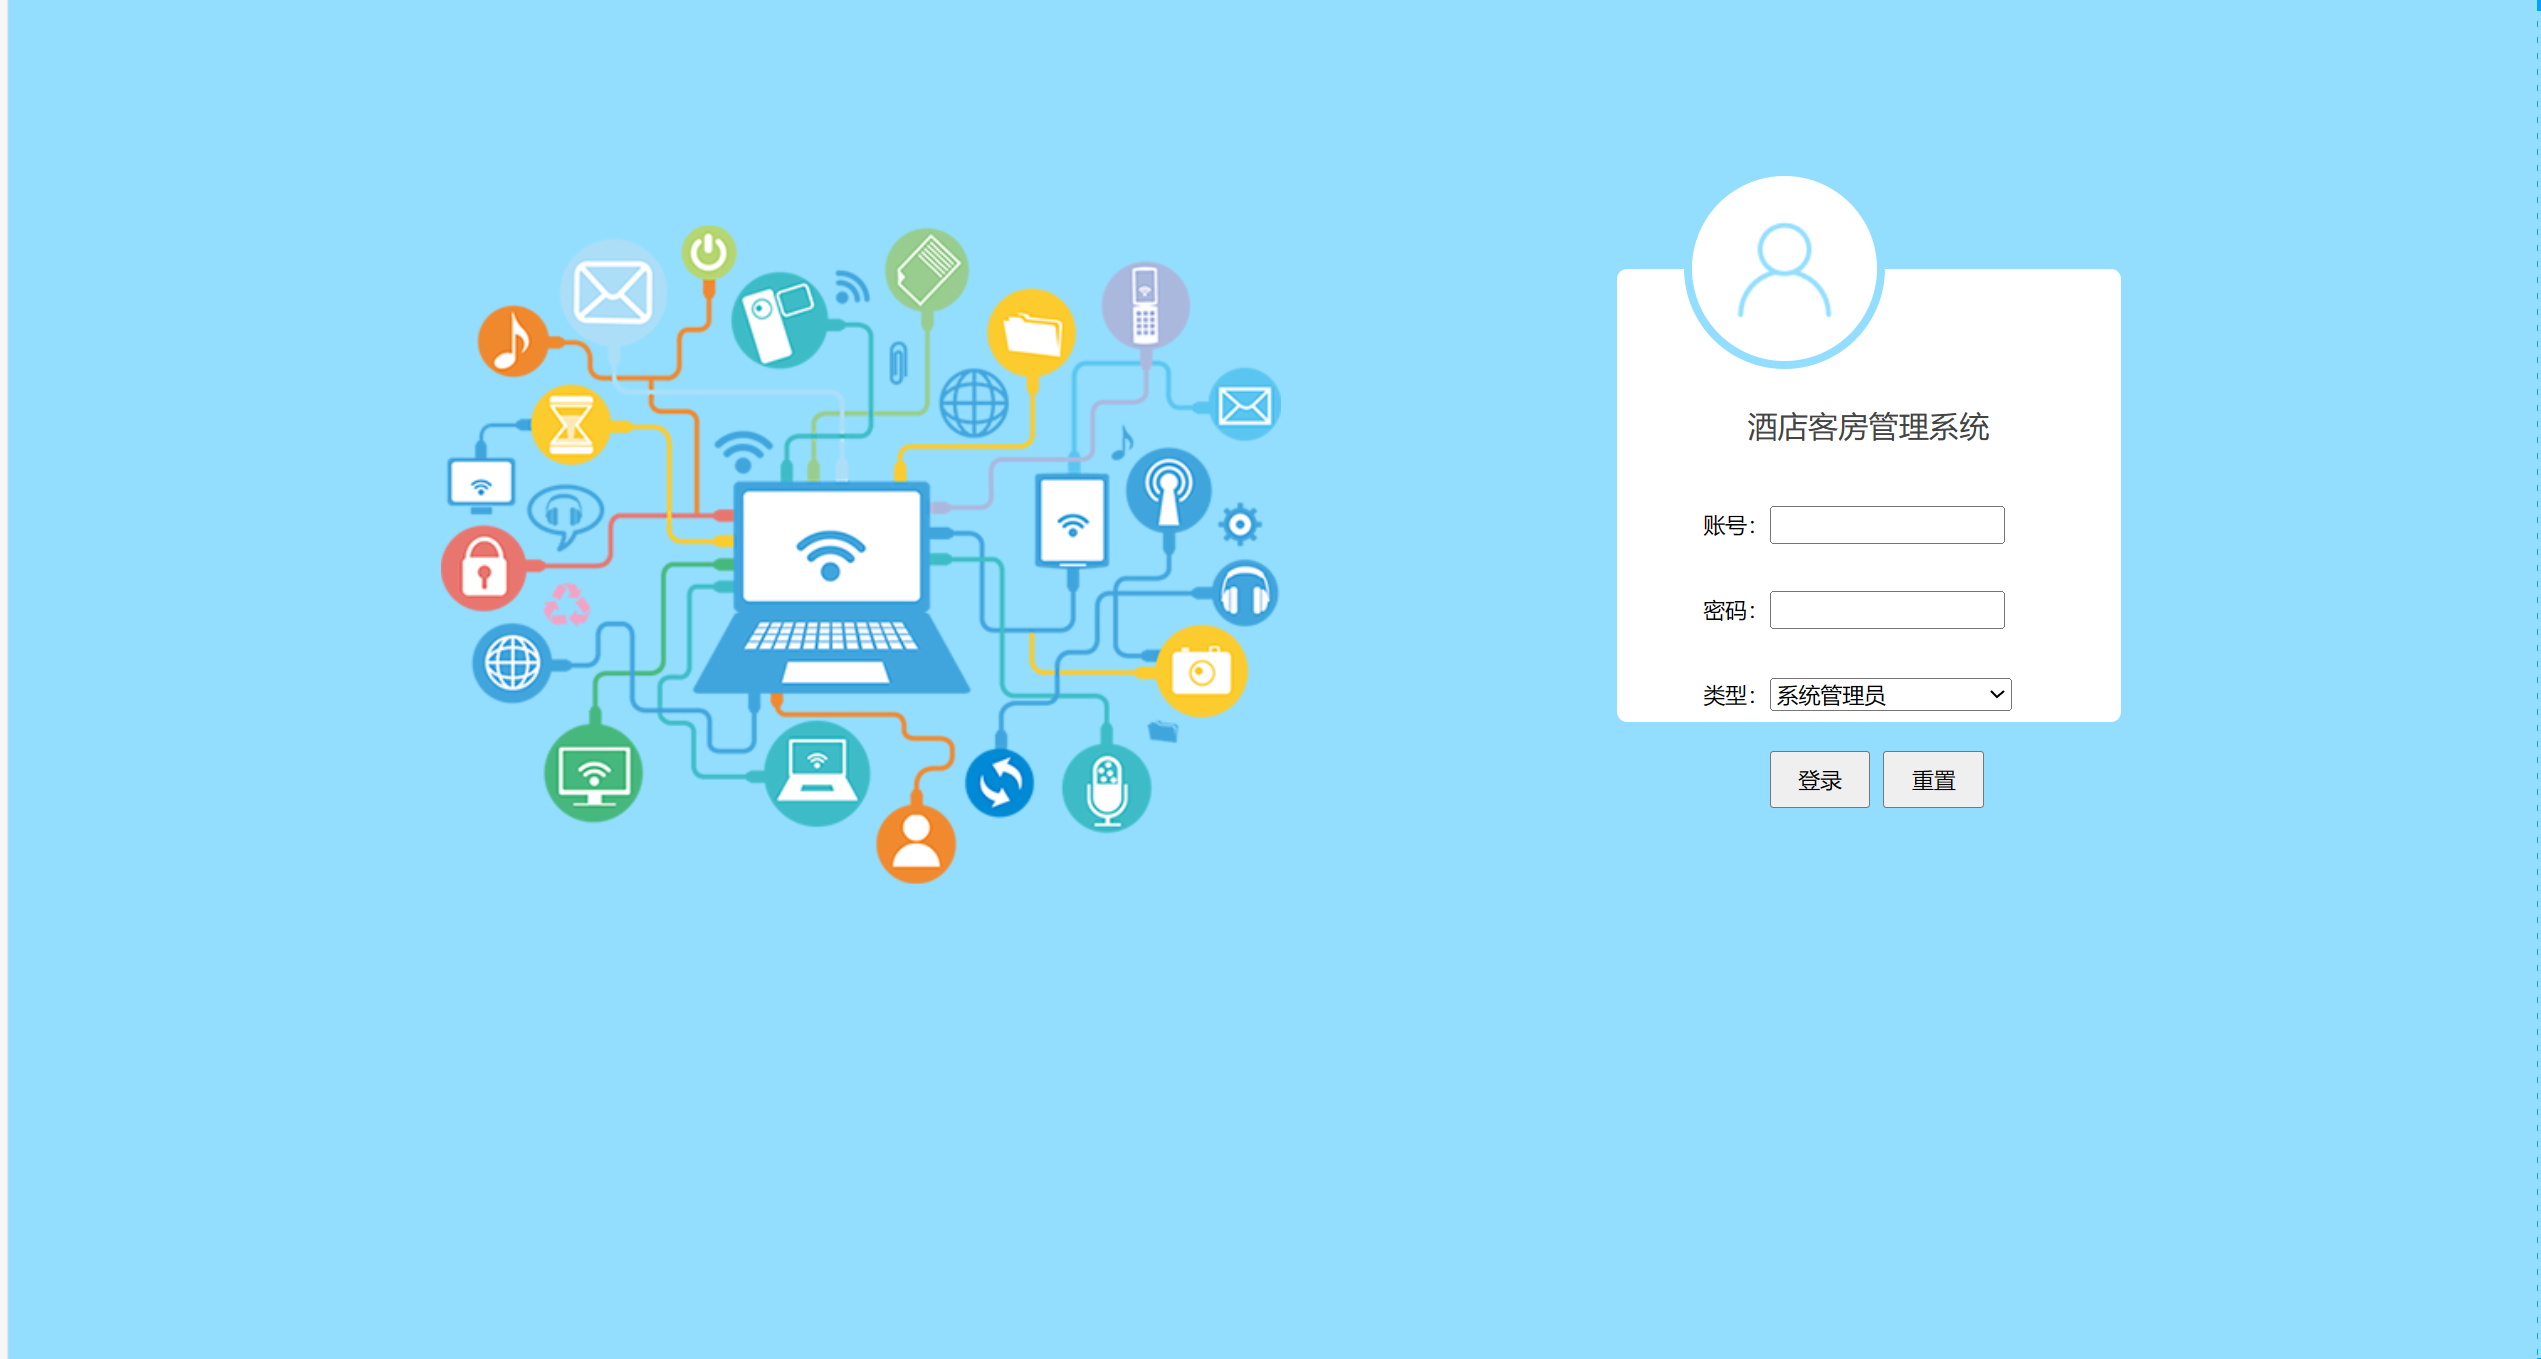 酒店客房管理系统
账号：
密码：
类型： 系统管理员
登录 重置